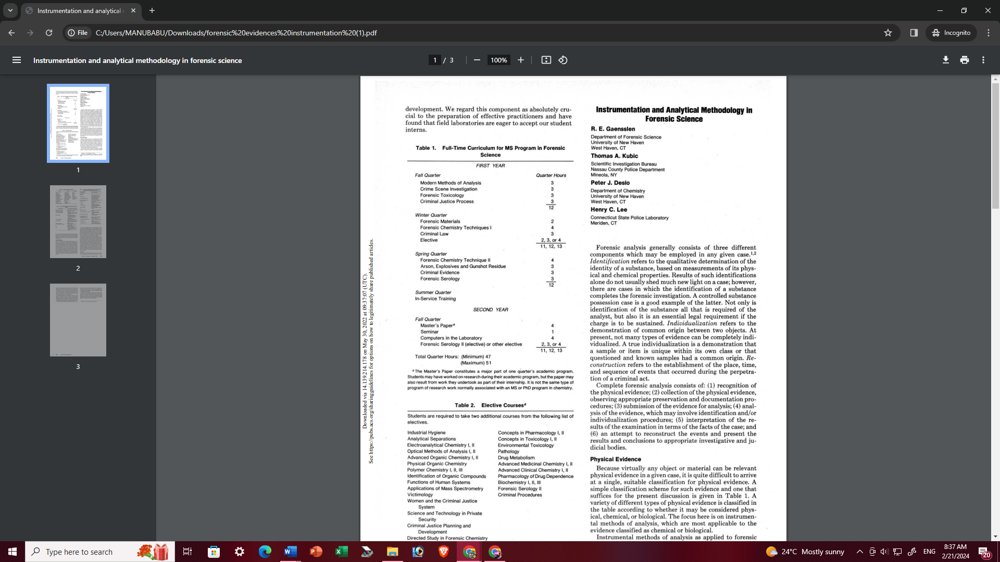 Instrumentation and analytical
File
C:/Users/MANUBABU/Downloads/forensic%20evidences%20instrumentation%20(1).pdf
Incognito
Instrumentation and analytical methodology in forensic science
1 / 3
100%
1
2
3
Downloaded via 14.139.214.178 on May 30, 2022 at 09:37:07 (UTC).
See https://pubs.acs.org/sharingguidelines for options on how to legitimately share published articles.
development. We regard this component as absolutely cru-
cial to the preparation of effective practitioners and have
found that field laboratories are eager to accept our student
interns.
Table 1. Full-Time Curriculum for MS Program in Forensic
Science
FIRST YEAR
Fall Quarter Quarter Hours
Modern Methods of Analysis 3
Crime Scene Investigation 3
Forensic Toxicology 3
Criminal Justice Process 3
12
Winter Quarter
Forensic Materials 2
Forensic Chemistry Techniques I 4
Criminal Law 3
Elective 2, 3, or 4
11, 12, 13
Spring Quarter
Forensic Chemistry Technique II 4
Arson, Explosives and Gunshot Residue 3
Criminal Evidence 3
Forensic Serology 3
12
Summer Quarter
In-Service Training
SECOND YEAR
Fall Quarter
Master's Paperª 4
Seminar 1
Computers in the Laboratory 4
Forensic Serology II (elective) or other elective 2, 3, or 4
11, 12, 13
Total Quarter Hours: (Minimum) 47
(Maximum) 51
ª The Master's Paper constitutes a major part of one quarter's academic program.
Students may have worked on research during their academic program, but the paper may
also result from work they undertook as part of their internship. It is not the same type of
program of research work normally associated with an MS or PhD program in chemistry.
Table 2. Elective Coursesª
Students are required to take two additional courses from the following list of
electives.
Industrial Hygiene
Analytical Separations
Electroanalytical Chemistry I, II
Optical Methods of Analysis I, II
Advanced Organic Chemistry I, II
Physical Organic Chemistry
Polymer Chemistry I, II, III
Identification of Organic Compounds
Functions of Human Systems
Applications of Mass Spectrometry
Victimology
Women and the Criminal Justice
System
Science and Technology in Private
Security
Criminal Justice Planning and
Development
Directed Study in Forensic Chemistry
Concepts in Pharmacology I, II
Concepts in Toxicology I, II
Environmental Toxicology
Pathology
Drug Metabolism
Advanced Medicinal Chemistry I, II
Advanced Clinical Chemistry I, II
Pharmacology of Drug Dependence
Biochemistry I, II, III
Forensic Serology II
Criminal Procedures
Instrumentation and Analytical Methodology in
Forensic Science
R. E. Gaensslen
Department of Forensic Science
University of New Haven
West Haven, CT
Thomas A. Kubic
Scientific Investigation Bureau
Nassau County Police Department
Mineola, NY
Peter J. Desio
Department of Chemistry
University of New Haven
West Haven, CT
Henry C. Lee
Connecticut State Police Laboratory
Meriden, CT
Forensic analysis generally consists of three different
components which may be employed in any given case.1,2
Identification refers to the qualitative determination of the
identity of a substance, based on measurements of its phys-
ical and chemical properties. Results of such identifications
alone do not usually shed much new light on a case; however,
there are cases in which the identification of a substance
completes the forensic investigation. A controlled substance
possession case is a good example of the latter. Not only is
identification of the substance all that is required of the
analyst, but also it is an essential legal requirement if the
charge is to be sustained. Individualization refers to the
demonstration of common origin between two objects. At
present, not many types of evidence can be completely indi-
vidualized. A true individualization is a demonstration that
a sample or item is unique within its own class or that
questioned and known samples had a common origin. Re-
construction refers to the establishment of the place, time,
and sequence of events that occurred during the perpetra-
tion of a criminal act.
Complete forensic analysis consists of: (1) recognition of
the physical evidence; (2) collection of the physical evidence,
observing appropriate preservation and documentation pro-
cedures; (3) submission of the evidence for analysis; (4) anal-
ysis of the evidence, which may involve identification and/or
individualization procedures; (5) interpretation of the re-
sults of the examination in terms of the facts of the case; and
(6) an attempt to reconstruct the events and present the
results and conclusions to appropriate investigative and ju-
dicial bodies.
Physical Evidence
Because virtually any object or material can be relevant
physical evidence in a given case, it is quite difficult to arrive
at a single, suitable classification for physical evidence. A
simple classification scheme for such evidence and one that
suffices for the present discussion is given in Table 1. A
variety of different types of physical evidence is classified in
the table according to whether it may be considered phys-
ical, chemical, or biological. The focus here is on instrumen-
tal methods of analysis, which are most applicable to the
evidence classified as chemical or biological.
Instrumental methods of analysis as applied to forensic
Type here to search
24°C Mostly sunny
ENG
8:37 AM
2/21/2024
20